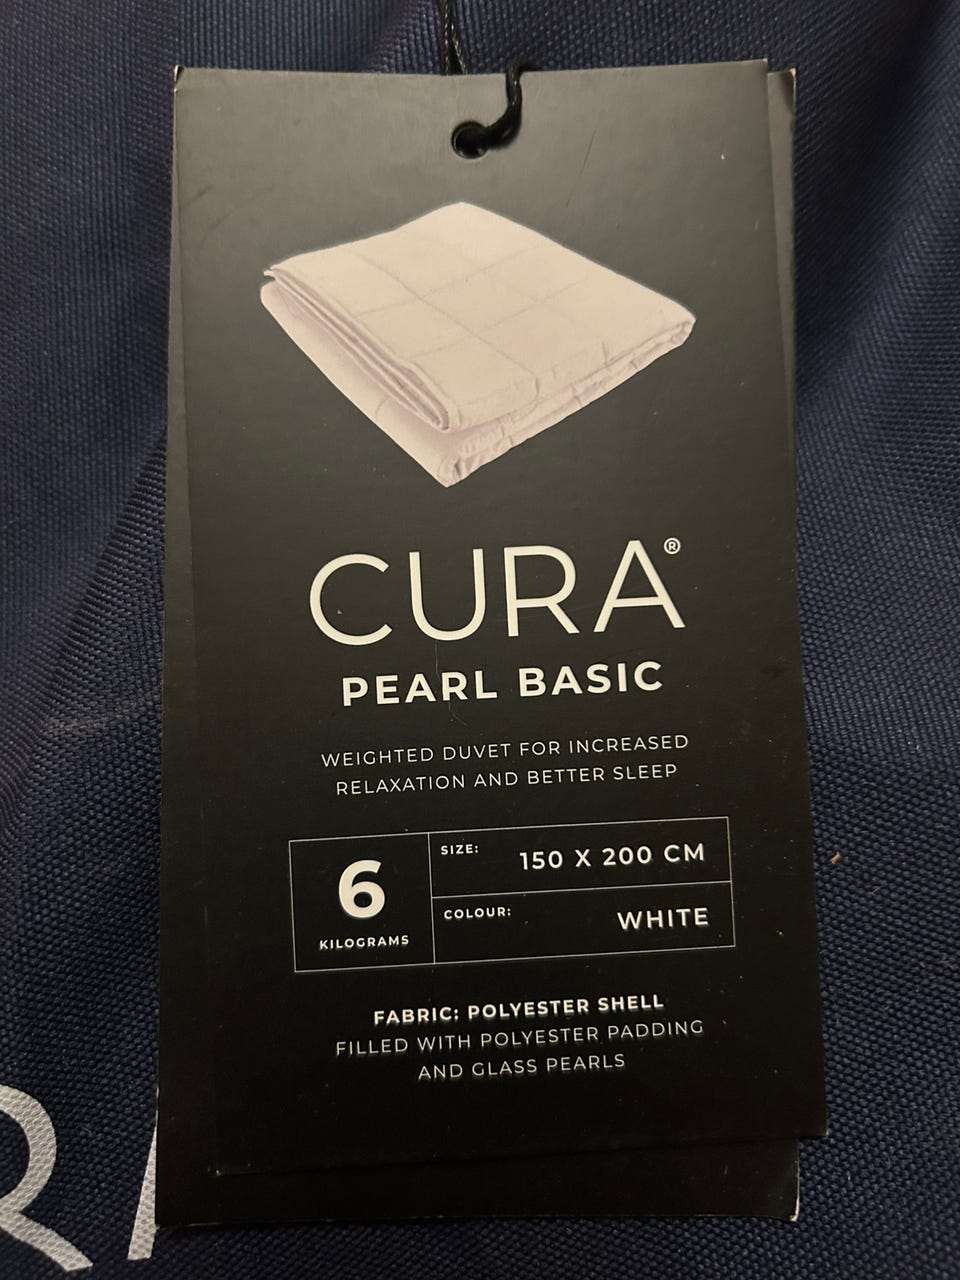 CURA®
PEARL BASIC
WEIGHTED DUVET FOR INCREASED
RELAXATION AND BETTER SLEEP
6
KILOGRAMS
SIZE:
150 X 200 CM
COLOUR:
WHITE
FABRIC: POLYESTER SHELL
FILLED WITH POLYESTER PADDING
AND GLASS PEARLS